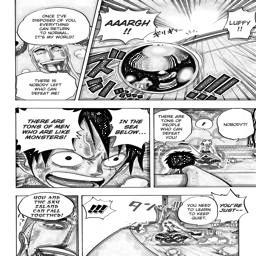 ONCE I'VE
DISPOSED OF YOU,
EVERYTHING
CAN RETURN
TO NORMAL.
IT'S MY WORLD!
THERE IS
NOBODY LEFT
WHO CAN
DEFEAT ME!
AAARGH
!!
LUFFY
!!
THERE ARE
TONS OF MEN
WHO ARE LIKE
MONSTERS!
IN THE
SEA
BELOW...
THERE ARE
TONS OF
PEOPLE
WHO CAN
DEFEAT
YOU!
NOBODY?!
YOU AND
THE SKY
ISLAND
CAN FALL
TOGETHER!
!!!
YOU NEED
TO LEARN
TO KEEP
QUIET.
YOU'RE
JUST--